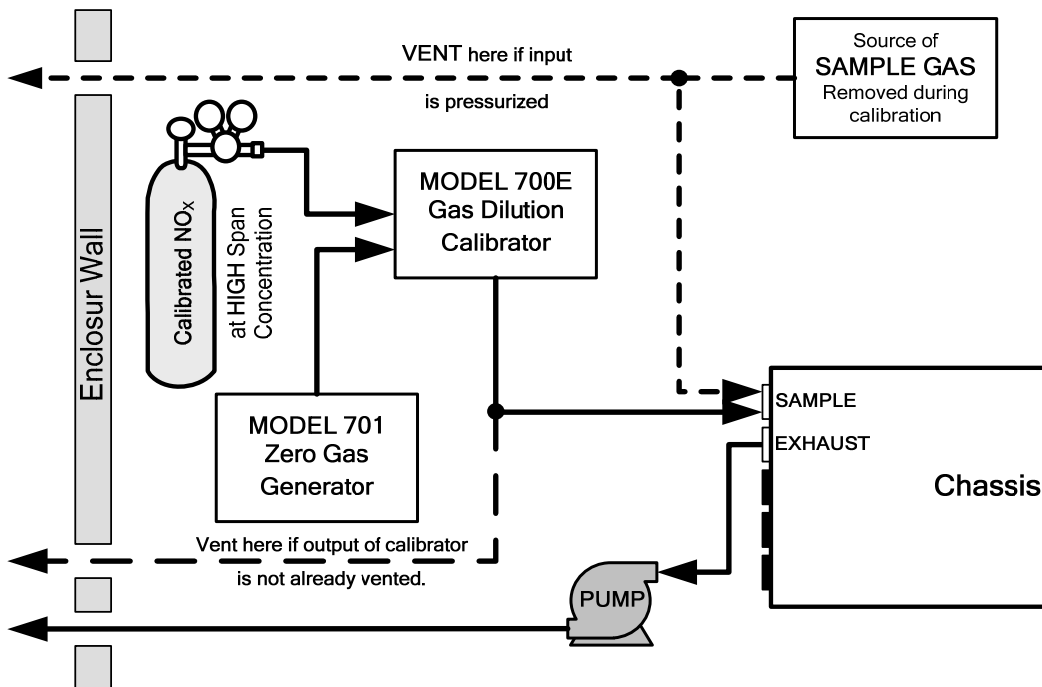 VENT here if input
is pressurized
Source of
SAMPLE GAS
Removed during
calibration
Enclosur Wall
Calibrated NOX
at HIGH Span
Concentration
MODEL 700E
Gas Dilution
Calibrator
MODEL 701
Zero Gas
Generator
SAMPLE
EXHAUST
Chassis
Vent here if output of calibrator
is not already vented.
PUMP